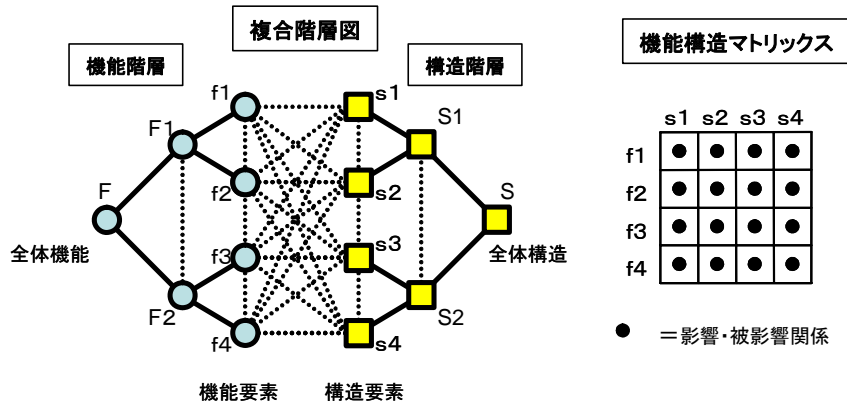 複合階層図
機能階層
構造階層
機能構造マトリックス
f1
s1
F1
S1
f2
s2
F
S
全体機能
全体構造
f3
s3
F2
S2
f4
s4
機能要素
構造要素
s1 s2 s3 s4
f1
f2
f3
f4
● =影響・被影響関係